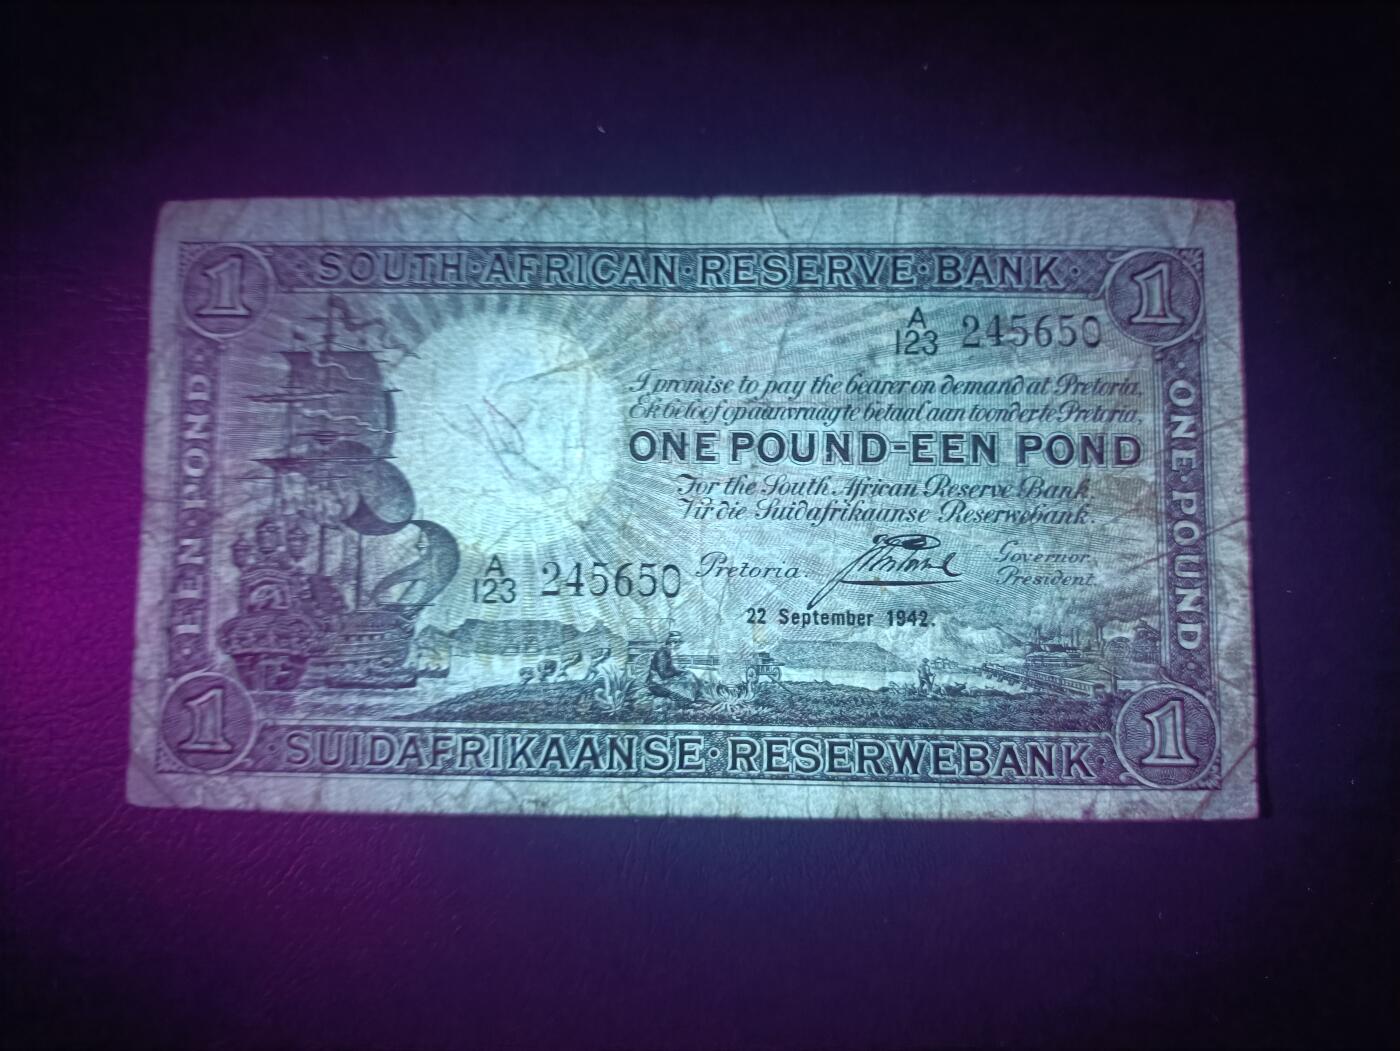 1 SOUTH·AFRICAN·RESERVE·BANK· 1
A
123 245650
I promise to pay the bearer on demand at Pretoria,
Ek beloof op aanvraag te betaal aan toonder te Pretoria,
ONE POUND-EEN POND
For the South African Reserve Bank.
Vir die Suidafrikaanse Reserwebank.
Pretoria.
Governor.
President.
A
123 245650
22 September 1942.
EEN·POND
ONE·POUND
1 ·SUIDAFRIKAANSE·RESERWEBANK· 1